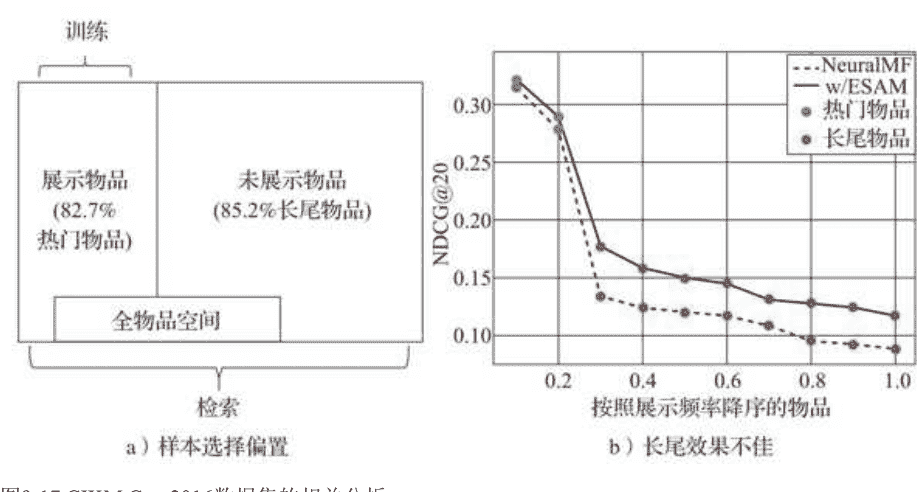 训练
展示物品
(82.7%
热门物品)
未展示物品
(85.2%长尾物品)
全物品空间
检索
a）样本选择偏置
NeuralMF
w/ESAM
热门物品
长尾物品
NDCG@20
0.30
0.25
0.20
0.15
0.10
0.2
0.4
0.6
0.8
1.0
按照展示频率降序的物品
b）长尾效果不佳